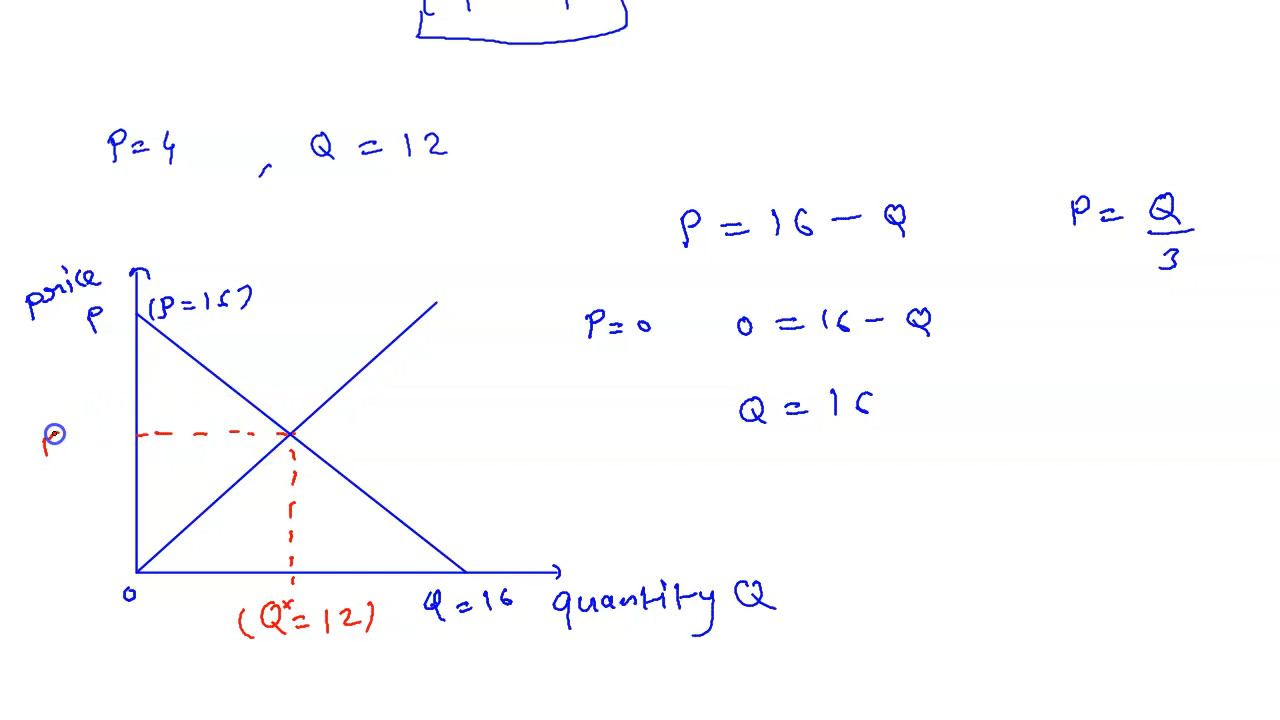 P = 4 , Q = 12
P = 16 - Q
P = Q/3
price
P
(P = 16)
P = 0 0 = 16 - Q
Q = 16
P
0
(Q* = 12)
Q = 16
quantity Q